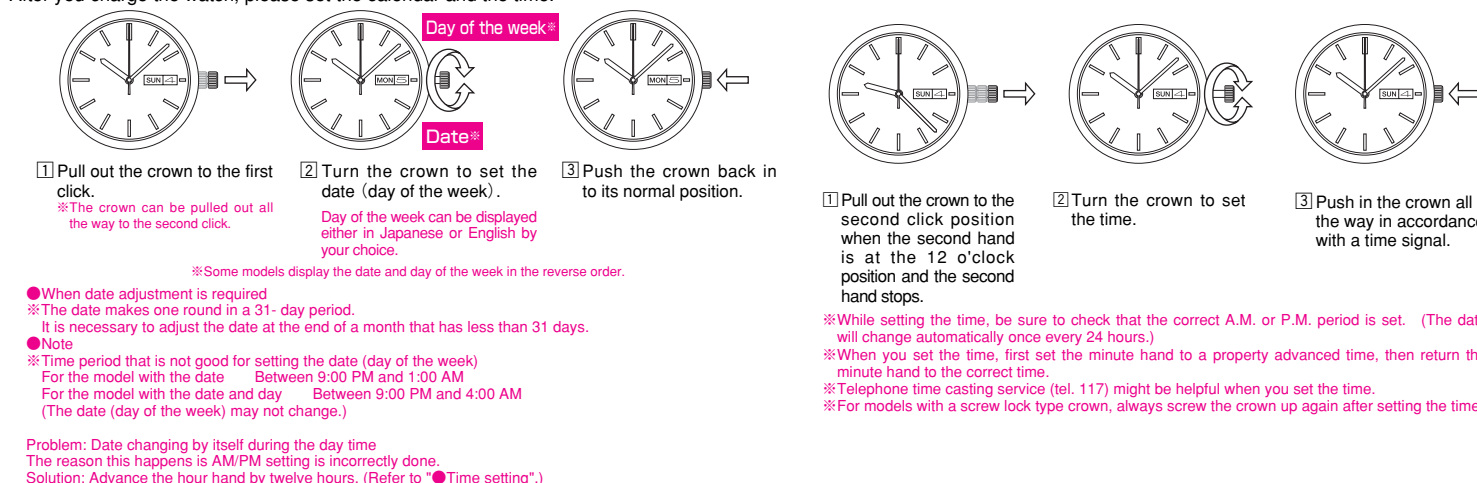 After you charge the watch, please set the calendar and the time.
Day of the week※
SUN 4
MON 5
MON 5
Date※
1 Pull out the crown to the first
click.
※The crown can be pulled out all
the way to the second click.
2 Turn the crown to set the
date (day of the week).
Day of the week can be displayed
either in Japanese or English by
your choice.
3 Push the crown back in
to its normal position.
※Some models display the date and day of the week in the reverse order.
●When date adjustment is required
※The date makes one round in a 31- day period.
It is necessary to adjust the date at the end of a month that has less than 31 days.
●Note
※Time period that is not good for setting the date (day of the week)
For the model with the date Between 9:00 PM and 1:00 AM
For the model with the date and day Between 9:00 PM and 4:00 AM
(The date (day of the week) may not change.)
Problem: Date changing by itself during the day time
The reason this happens is AM/PM setting is incorrectly done.
Solution: Advance the hour hand by twelve hours. (Refer to "●Time setting".)
SUN 4
SUN 4
SUN 4
1 Pull out the crown to the
second click position
when the second hand
is at the 12 o'clock
position and the second
hand stops.
2 Turn the crown to set
the time.
3 Push in the crown all
the way in accordance
with a time signal.
※While setting the time, be sure to check that the correct A.M. or P.M. period is set. (The dat
will change automatically once every 24 hours.)
※When you set the time, first set the minute hand to a property advanced time, then return th
minute hand to the correct time.
※Telephone time casting service (tel. 117) might be helpful when you set the time.
※For models with a screw lock type crown, always screw the crown up again after setting the time